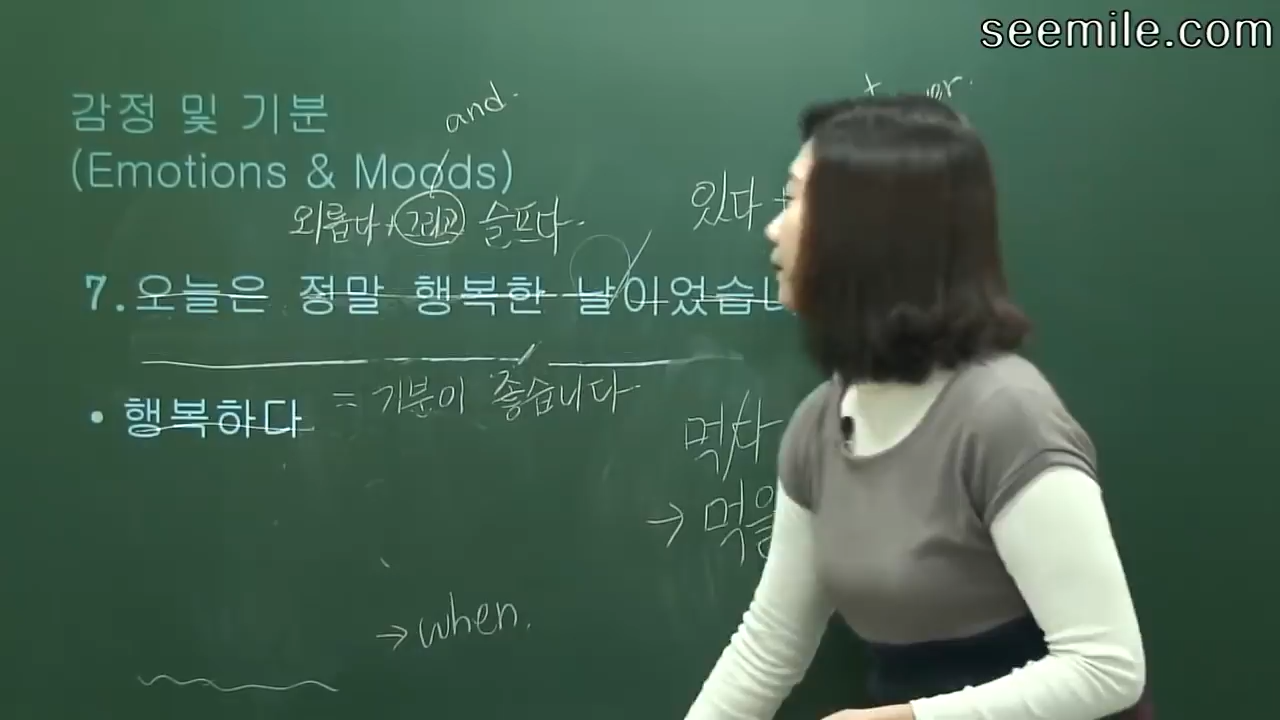 seemile.com
감정 및 기분
and.
(Emotions & Moods)
외롭다 + 그리고 슬프다.
있다 +
7. 오늘은 정말 행복한 날이었습니
• 행복하다 = 기분이 좋습니다
먹다
→ 먹을
→ when.